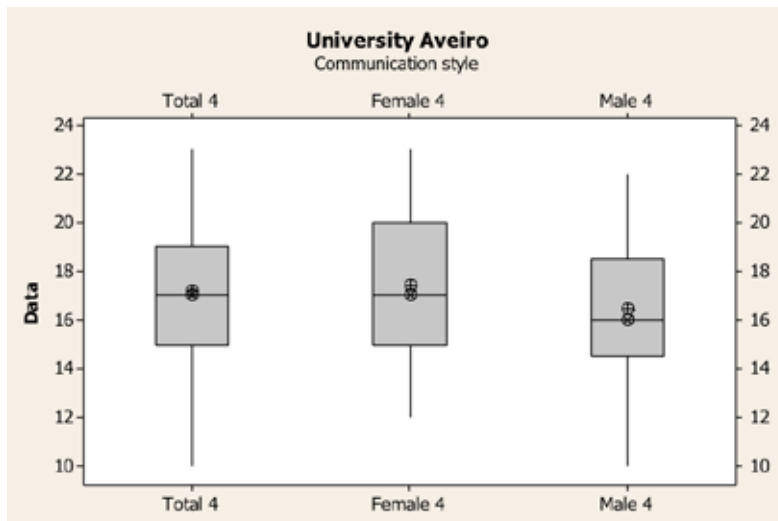 University Aveiro
Communication style
Total 4 Female 4 Male 4
24 24
22 22
20 20
18 18
Data
16 16
14 14
12 12
10 10
Total 4 Female 4 Male 4